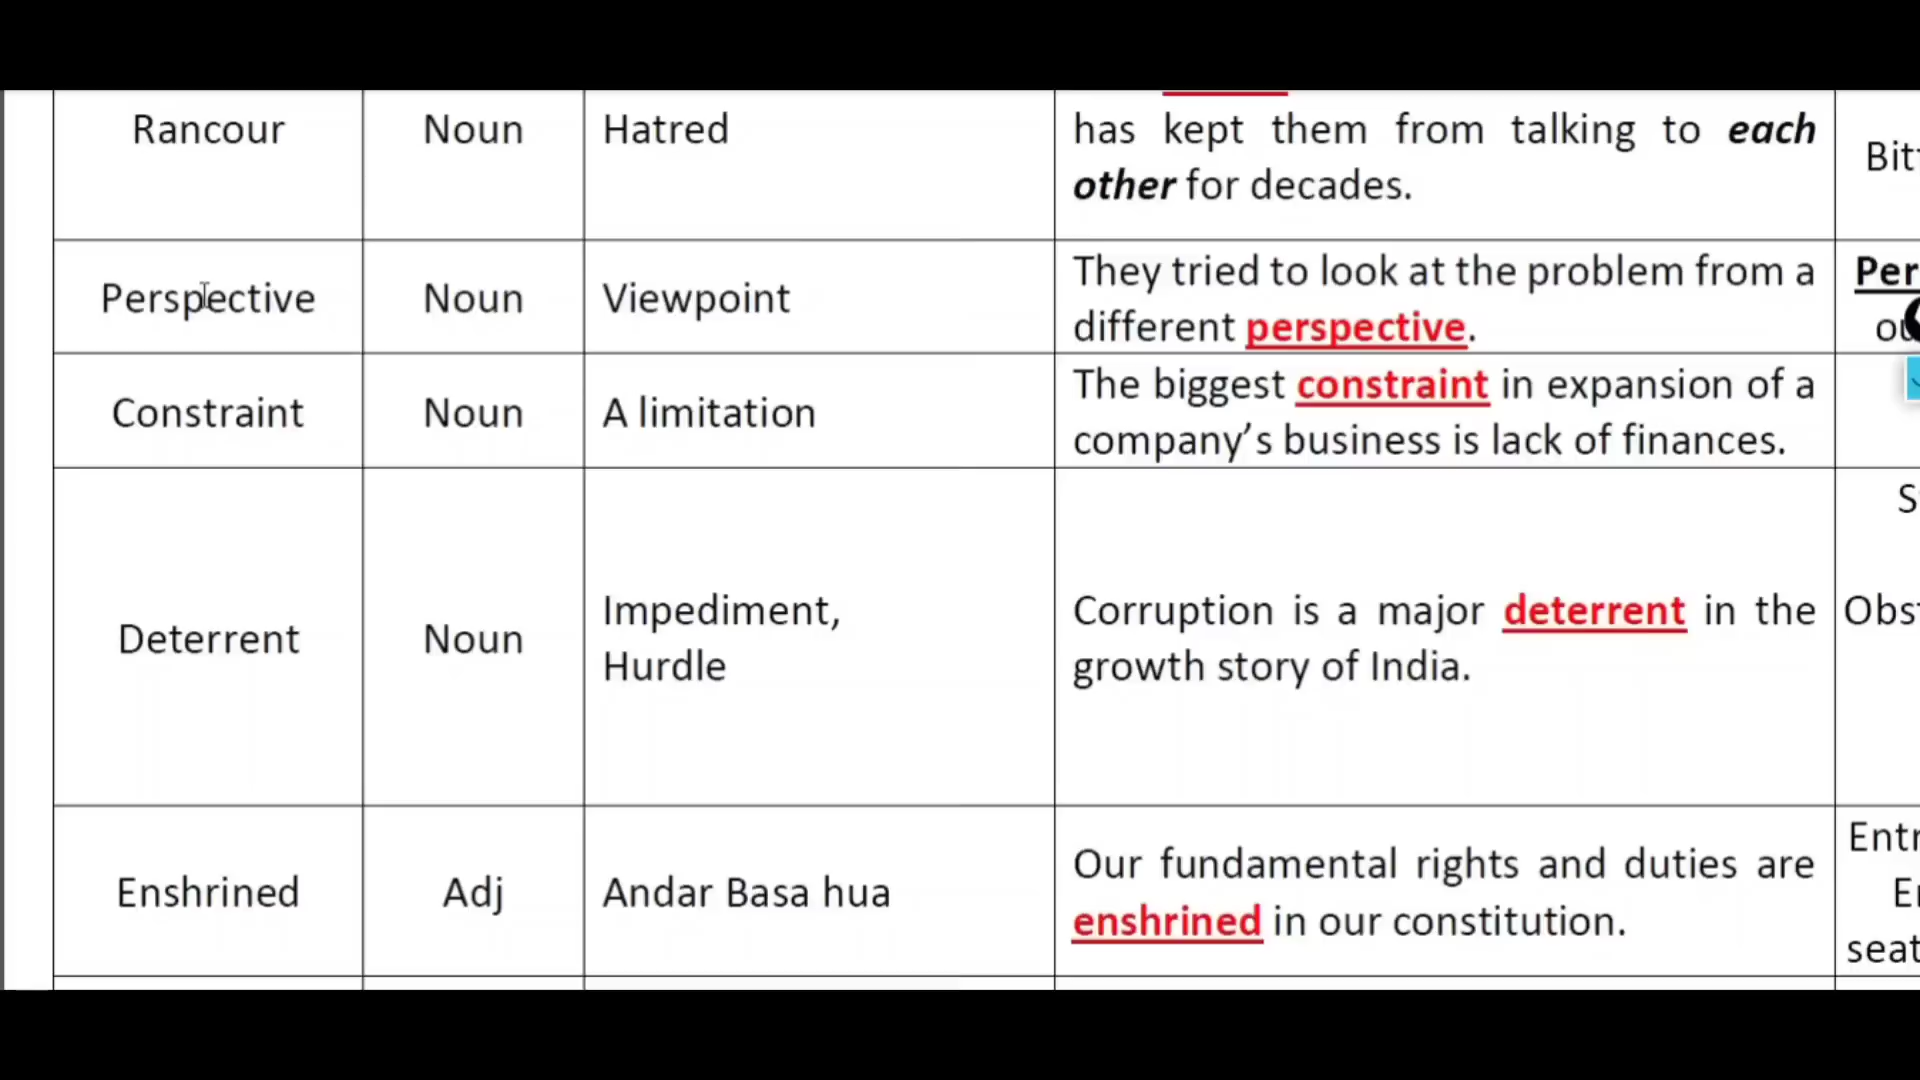 Rancour Noun Hatred has kept them from talking to each
other for decades.
Perspective Noun Viewpoint They tried to look at the problem from a
different perspective.
Constraint Noun A limitation The biggest constraint in expansion of a
company's business is lack of finances.
Deterrent Noun Impediment,
Hurdle Corruption is a major deterrent in the
growth story of India.
Enshrined Adj Andar Basa hua Our fundamental rights and duties are
enshrined in our constitution.